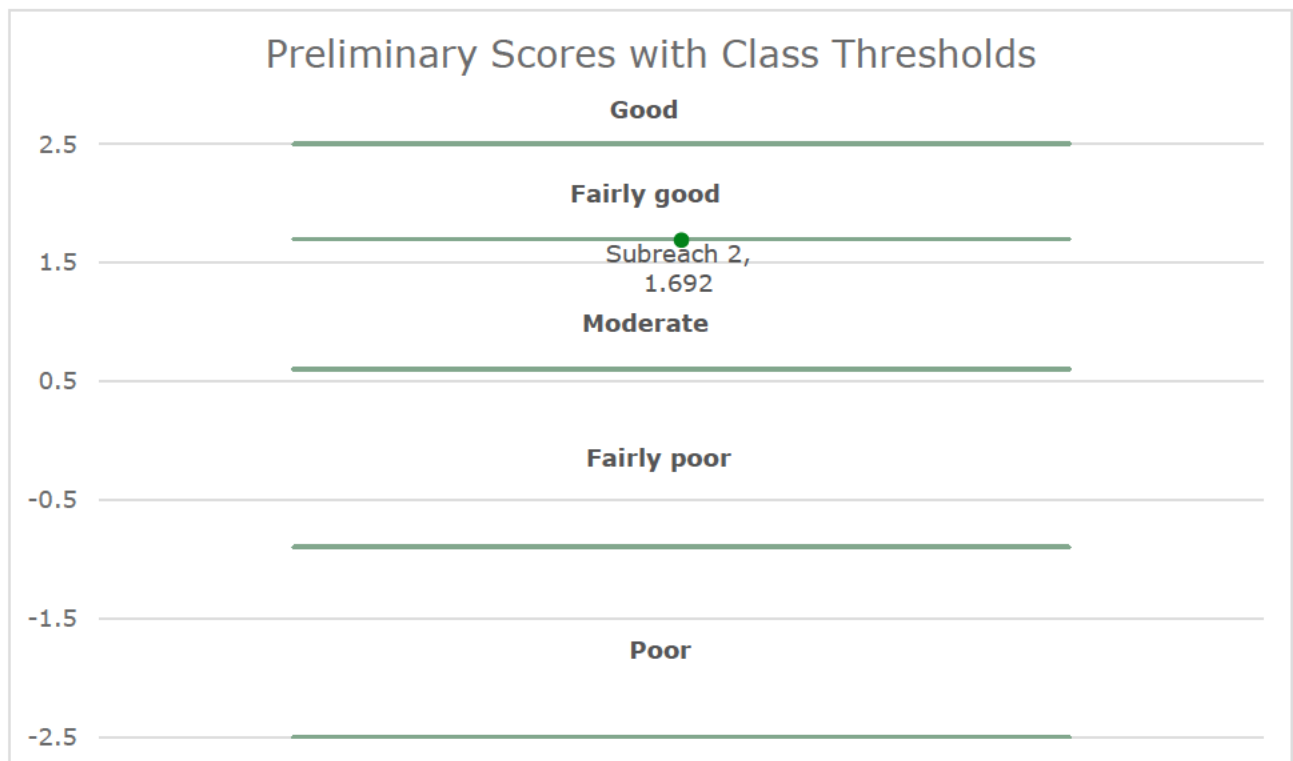 Preliminary Scores with Class Thresholds
Good
2.5
Fairly good
Subreach 2,
1.5
1.692
Moderate
0.5
Fairly poor
-0.5
-1.5
Poor
-2.5